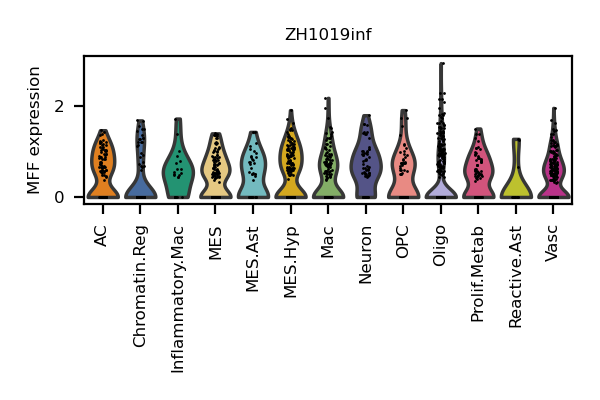 ZH1019inf
MFF expression
2
0
AC
Chromatin.Reg
Inflammatory.Mac
MES
MES.Ast
MES.Hyp
Mac
Neuron
OPC
Oligo
Prolif.Metab
Reactive.Ast
Vasc